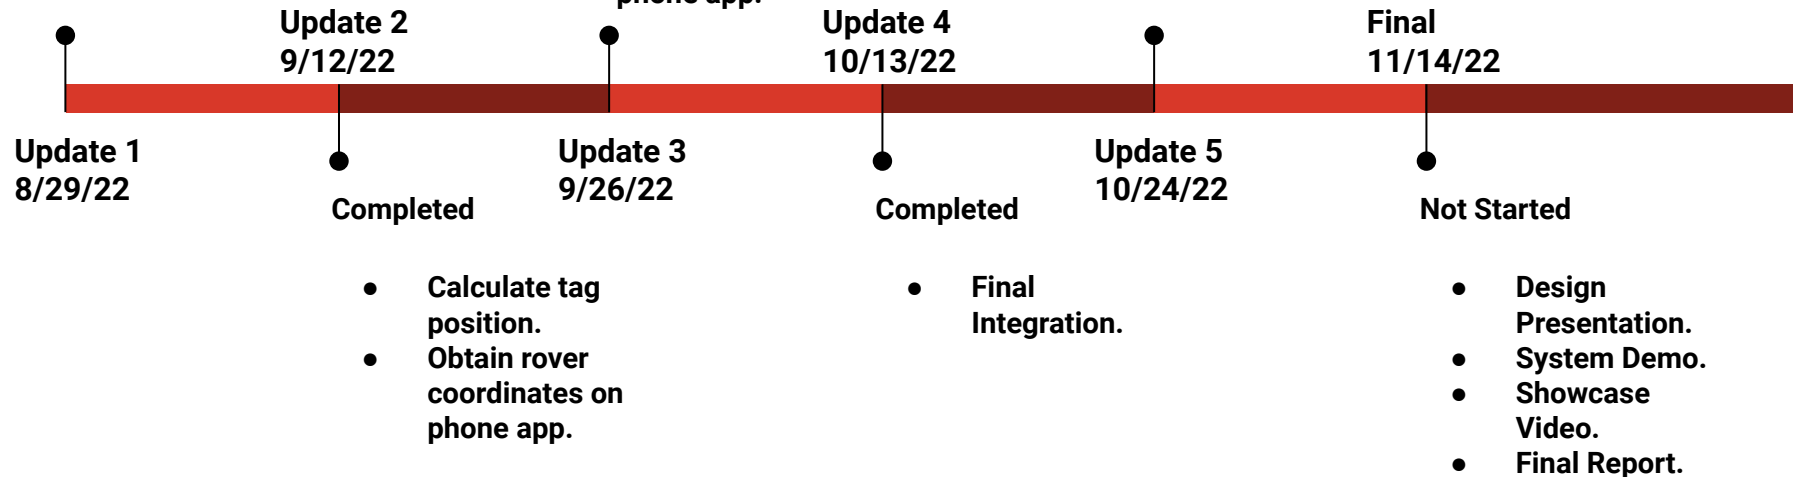 phone app.
Update 2
9/12/22
Update 4
10/13/22
Final
11/14/22
Update 1
8/29/22
Update 3
9/26/22
Update 5
10/24/22
Completed
● Calculate tag
position.
● Obtain rover
coordinates on
phone app.
Completed
● Final
Integration.
Not Started
● Design
Presentation.
● System Demo.
● Showcase
Video.
● Final Report.